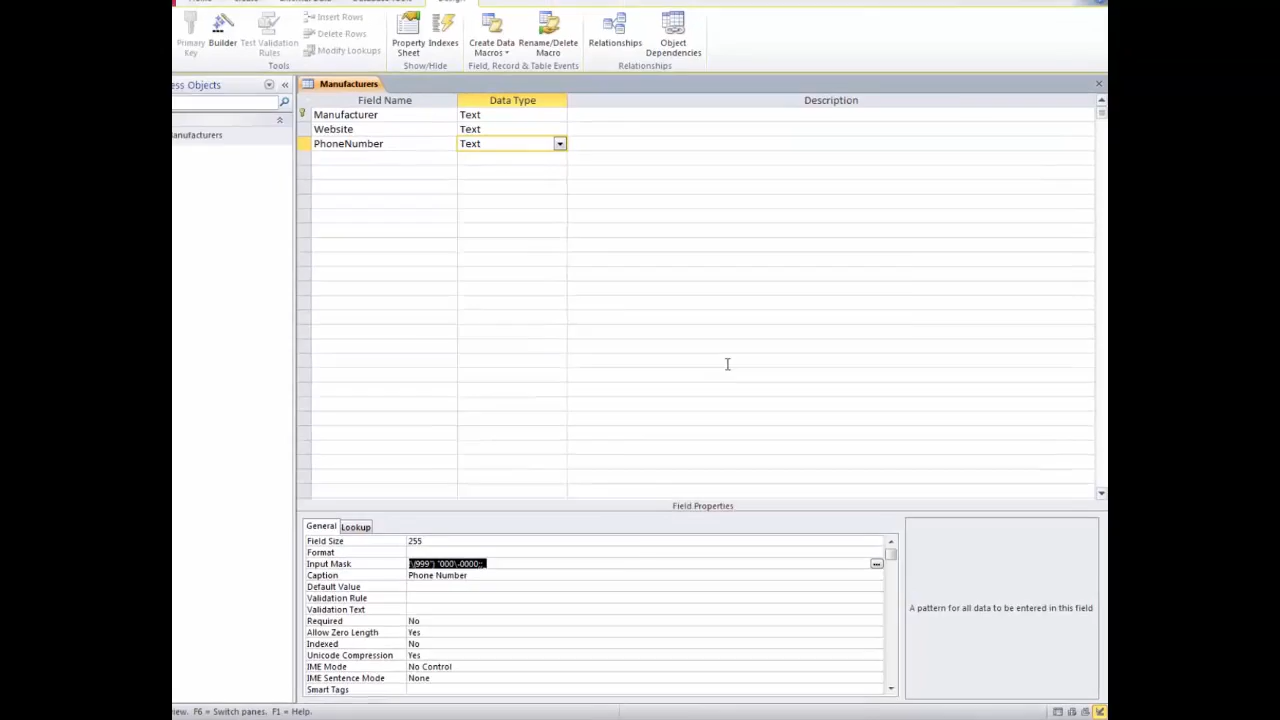 Design
Insert Rows
Delete Rows
Modify Lookups
Primary Key
Builder
Test Validation Rules
Property Sheet
Indexes
Create Data Macros
Rename/Delete Macro
Relationships
Object Dependencies
Tools
Show/Hide
Field, Record & Table Events
Relationships
ess Objects
Manufacturers
anufacturers
Field Name Data Type Description
Manufacturer Text
Website Text
PhoneNumber Text
Field Properties
General Lookup
Field Size 255
Format
Input Mask
Caption Phone Number
Default Value
Validation Rule
Validation Text
Required No
Allow Zero Length Yes
Indexed No
Unicode Compression Yes
IME Mode No Control
IME Sentence Mode None
Smart Tags
A pattern for all data to be entered in this field
iew. F6 = Switch panes. F1 = Help.